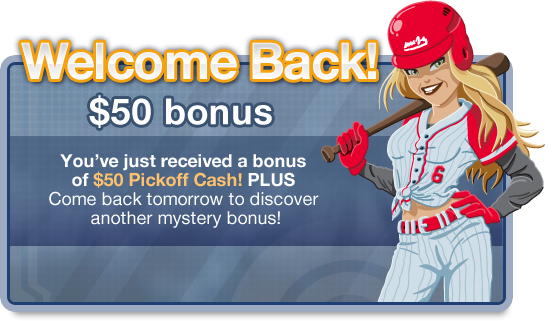 Welcome Back!
$50 bonus
You've just received a bonus
of $50 Pickoff Cash! PLUS
Come back tomorrow to discover
another mystery bonus!
6